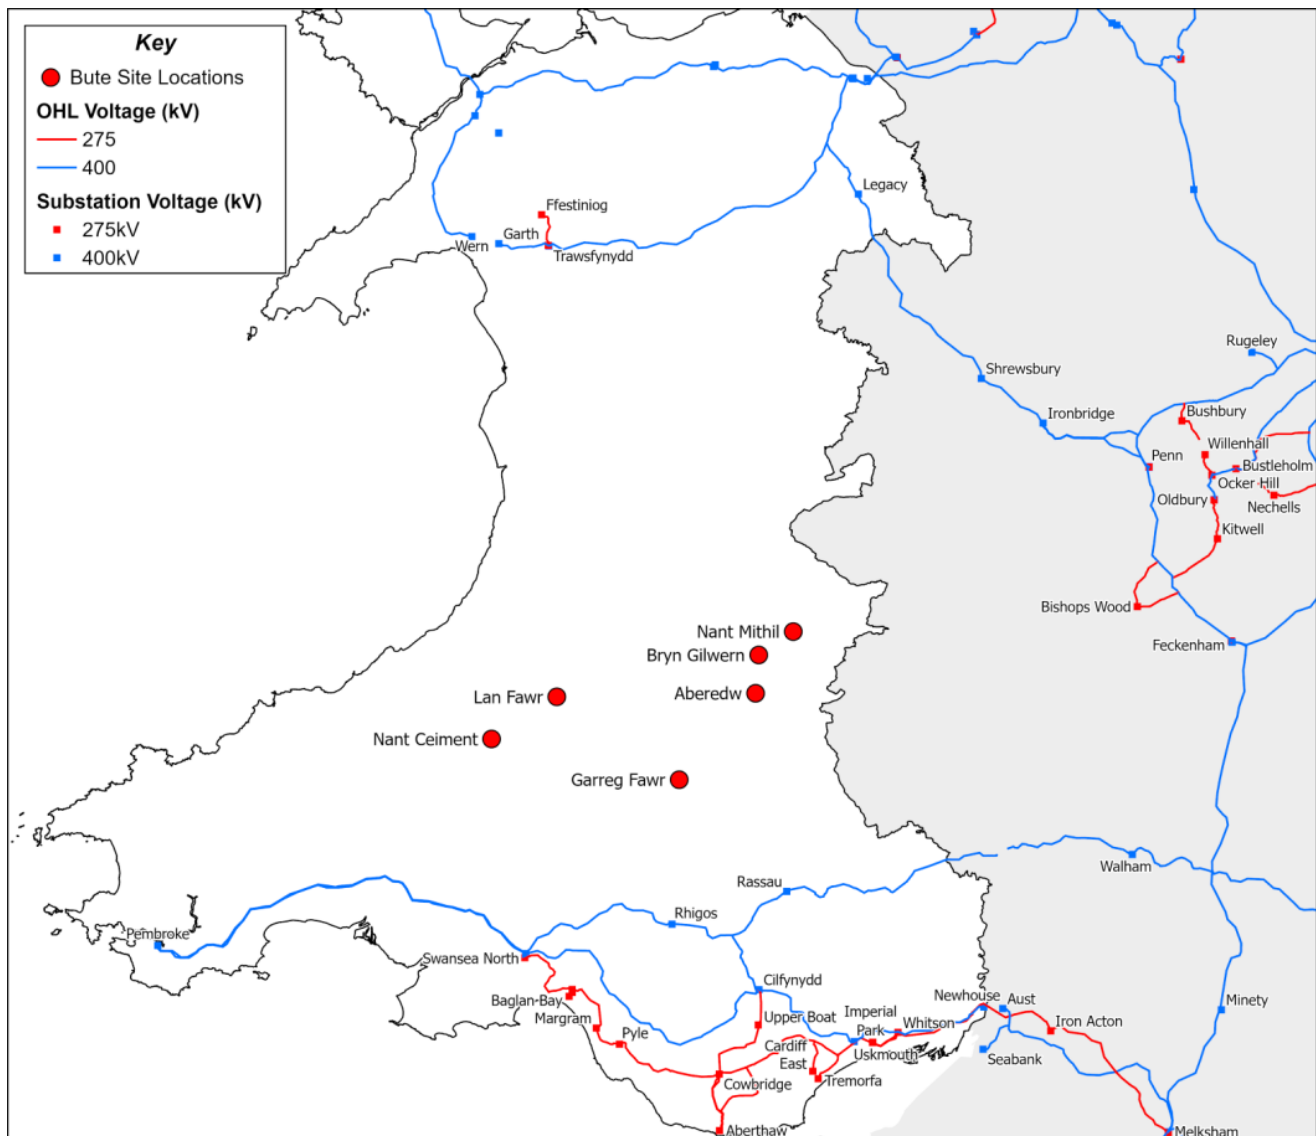 Key
Bute Site Locations
OHL Voltage (kV)
275
400
Substation Voltage (kV)
275kV
400kV
Legacy
Ffestiniog
Garth
Wern
Trawsfynydd
Rugeley
Shrewsbury
Ironbridge
Bushbury
Willenhall
Penn
Bustleholm
Ocker Hill
Oldbury
Nechells
Kitwell
Bishops Wood
Feckenham
Nant Mithil
Bryn Gilwern
Aberedw
Lan Fawr
Nant Ceiment
Garreg Fawr
Walham
Rassau
Rhigos
Pembroke
Swansea North
Cilfynydd
Baglan-Bay
Margram
Pyle
Upper Boat
Imperial
Park
Newhouse
Aust
Whitson
Minety
Iron Acton
Cardiff
East
Uskmouth
Seabank
Tremorfa
Cowbridge
Aberthaw
Melksham